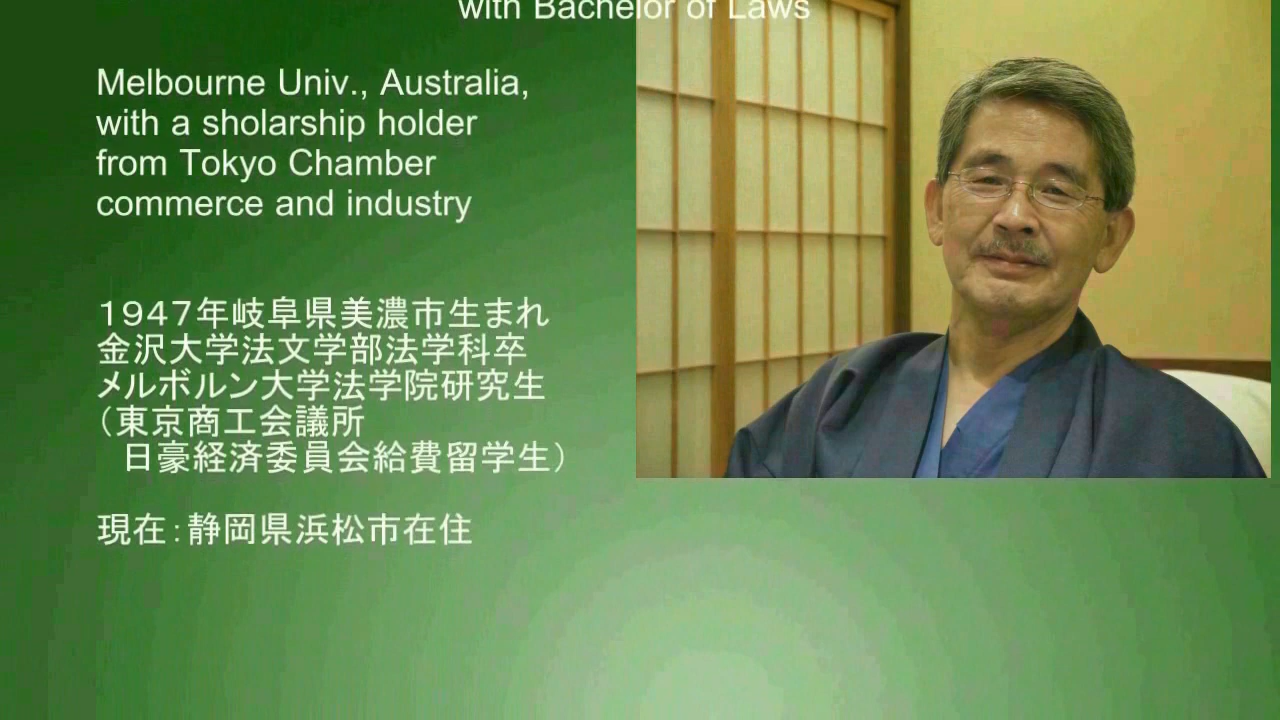 with Bachelor of Laws
Melbourne Univ., Australia,
with a sholarship holder
from Tokyo Chamber
commerce and industry
１９４７年岐阜県美濃市生まれ
金沢大学法文学部法学科卒
メルボルン大学法学院研究生
（東京商工会議所
日豪経済委員会給費留学生）
現在：静岡県浜松市在住